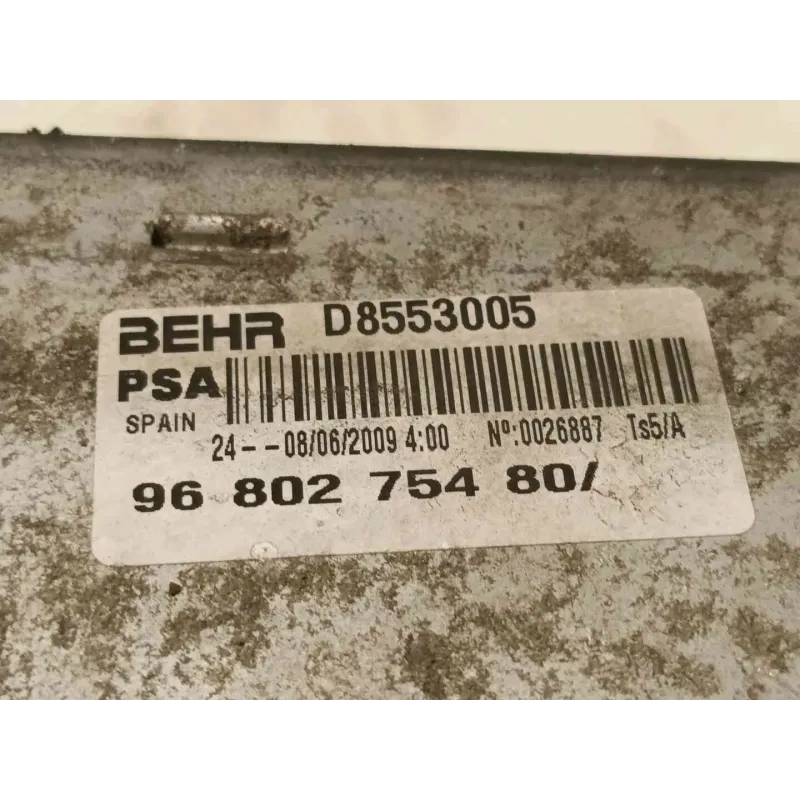 BEHR D8553005
PSA
SPAIN
24--08/06/2009 4:00 Nº:0026887 Ts5/A
96 802 754 80/